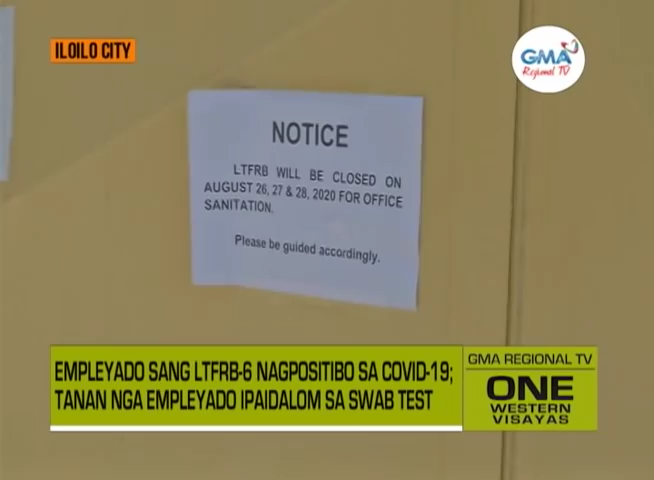 ILOILO CITY
GMA
Regional TV
NOTICE
LTFRB WILL BE CLOSED ON
AUGUST 26, 27 & 28, 2020 FOR OFFICE
SANITATION.
Please be guided accordingly.
EMPLEYADO SANG LTFRB-6 NAGPOSITIBO SA COVID-19;
TANAN NGA EMPLEYADO IPAIDALOM SA SWAB TEST
GMA REGIONAL TV
ONE
WESTERN
VISAYAS